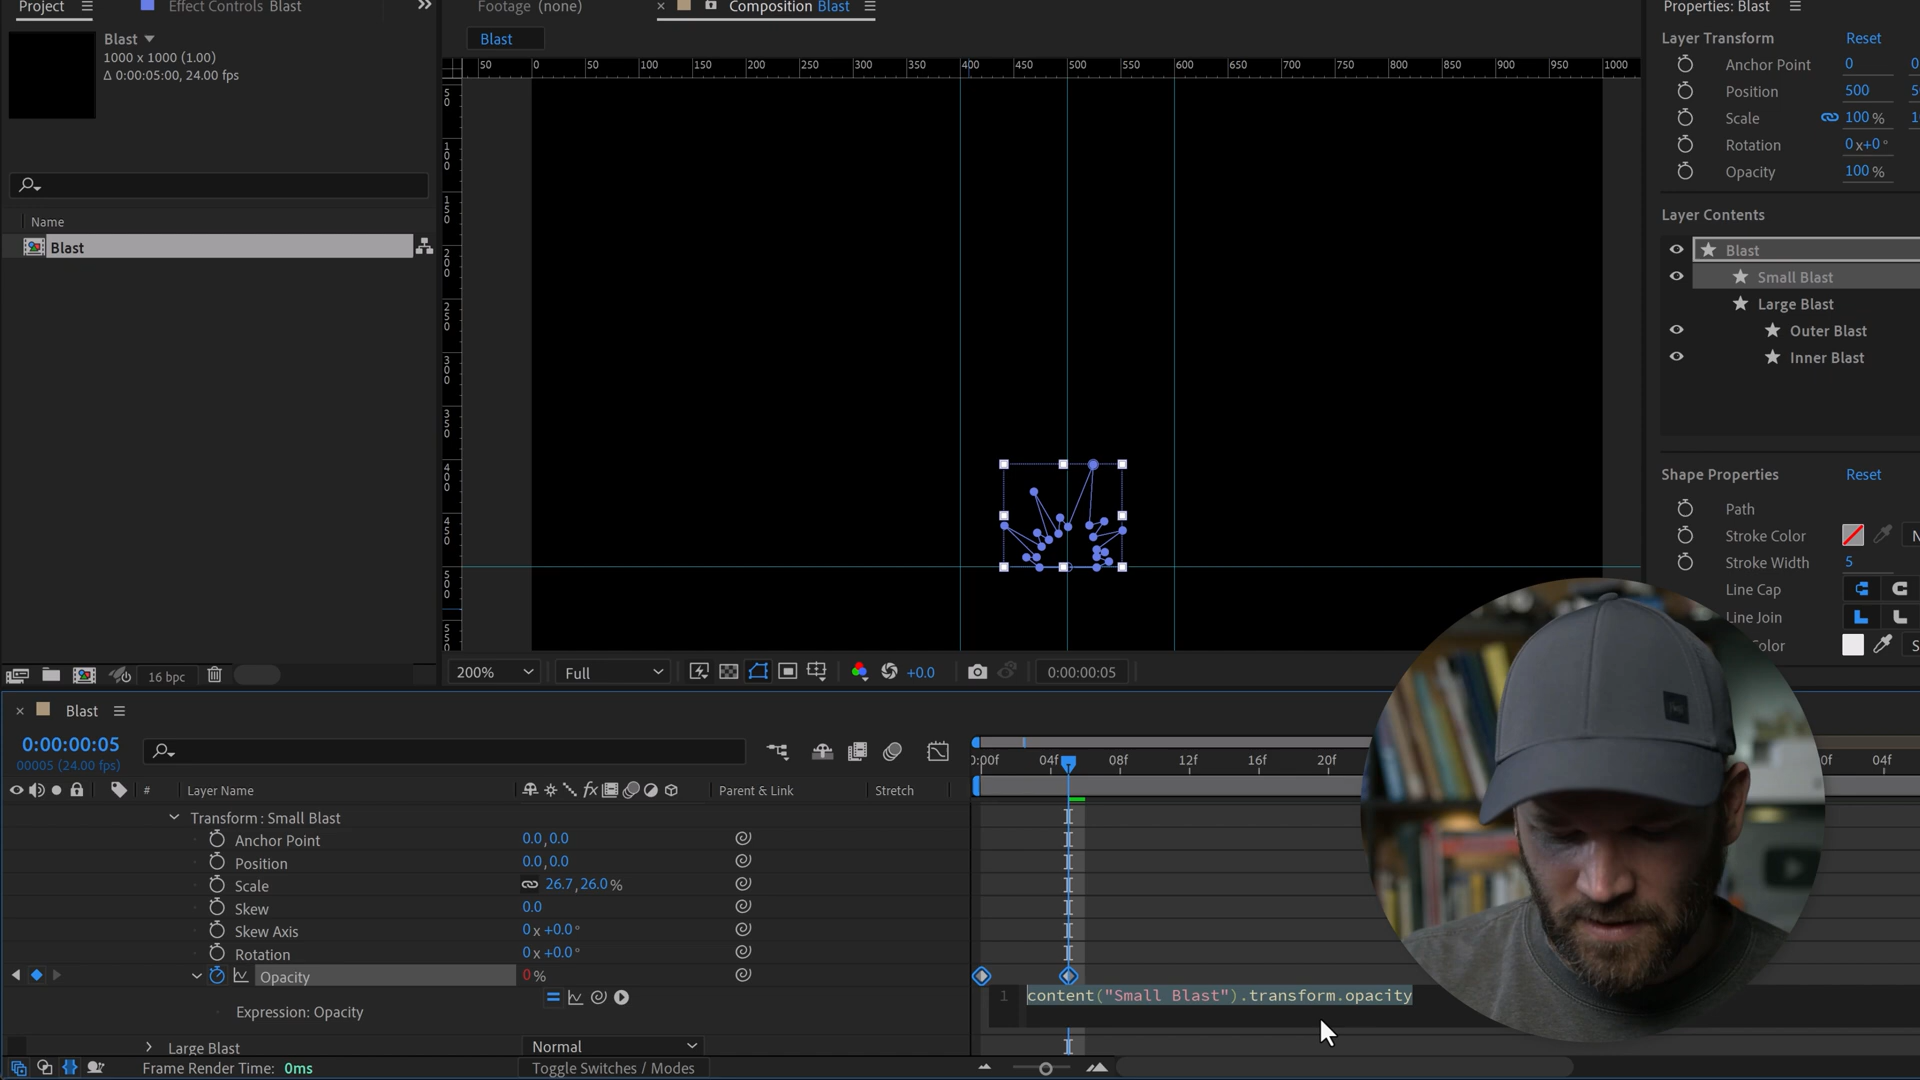 Project
Effect Controls Blast
Footage (none)
Composition Blast
Properties: Blast
Blast
1000 x 1000 (1.00)
Δ 0:00:05:00, 24.00 fps
Blast
50 0 50 100 150 200 250 300 350 400 450 500 550 600 650 700 750 800 850 900 950 1000
Layer Transform Reset
Anchor Point 0 0
Position 500
Scale 100 %
Rotation 0 x+0 °
Opacity 100 %
Name
Blast
Layer Contents
Blast
Small Blast
Large Blast
Outer Blast
Inner Blast
Shape Properties Reset
Path
Stroke Color
Stroke Width 5
Line Cap
Line Join
16 bpc
200% Full +0.0 0:00:00:05
Blast
0:00:00:05
00005 (24.00 fps)
04f 08f 12f 16f 20f 04f
# Layer Name Parent & Link Stretch
Transform : Small Blast
Anchor Point 0.0,0.0
Position 0.0,0.0
Scale 26.7,26.0 %
Skew 0.0
Skew Axis 0 x +0.0 °
Rotation 0 x +0.0 °
Opacity 0 %
1 content("Small Blast").transform.opacity
Expression: Opacity
Large Blast Normal
Frame Render Time: 0ms Toggle Switches / Modes